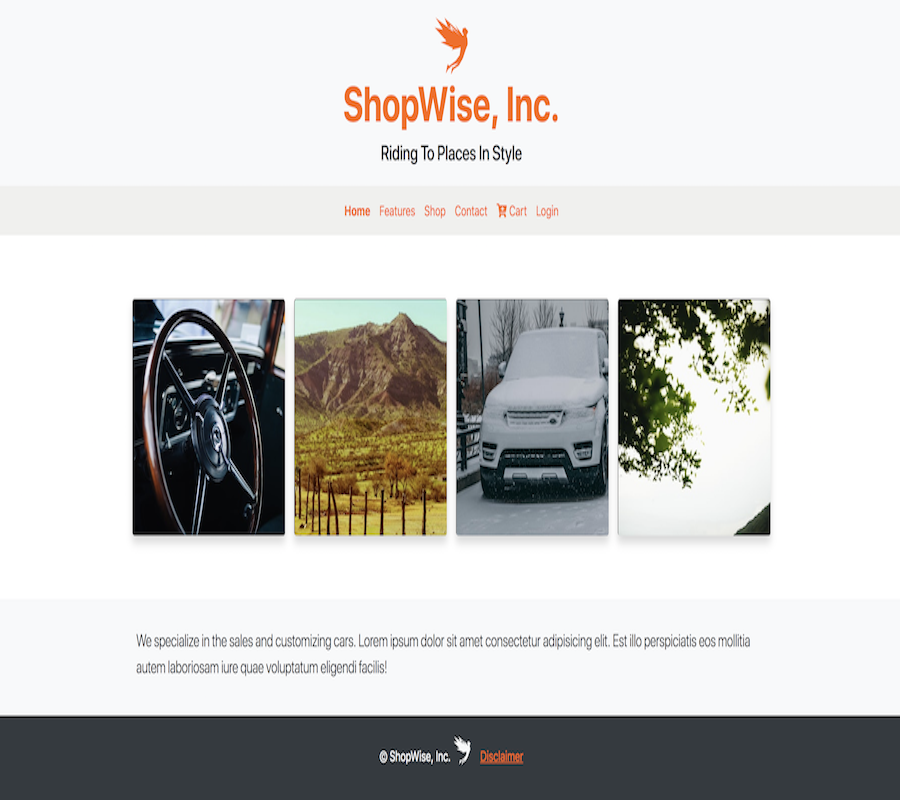 ShopWise, Inc.
Riding To Places In Style
Home Features Shop Contact Cart Login
We specialize in the sales and customizing cars. Lorem ipsum dolor sit amet consectetur adipisicing elit. Est illo perspiciatis eos mollitia
autem laboriosam iure quae voluptatum eligendi facilis!
© ShopWise, Inc. Disclaimer